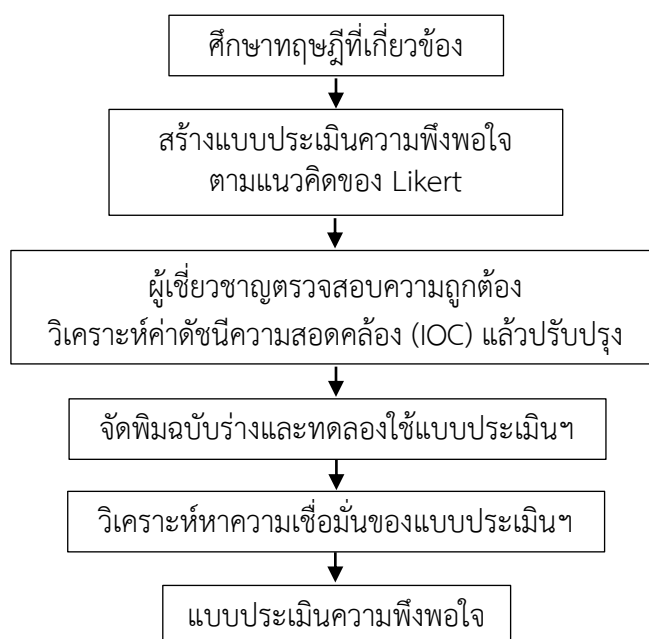 ศึกษาทฤษฎีที่เกี่ยวข้อง
สร้างแบบประเมินความพึงพอใจ
ตามแนวคิดของ Likert
ผู้เชี่ยวชาญตรวจสอบความถูกต้อง
วิเคราะห์ค่าดัชนีความสอดคล้อง (IOC) แล้วปรับปรุง
จัดพิมฉบับร่างและทดลองใช้แบบประเมินฯ
วิเคราะห์หาความเชื่อมั่นของแบบประเมินฯ
แบบประเมินความพึงพอใจ